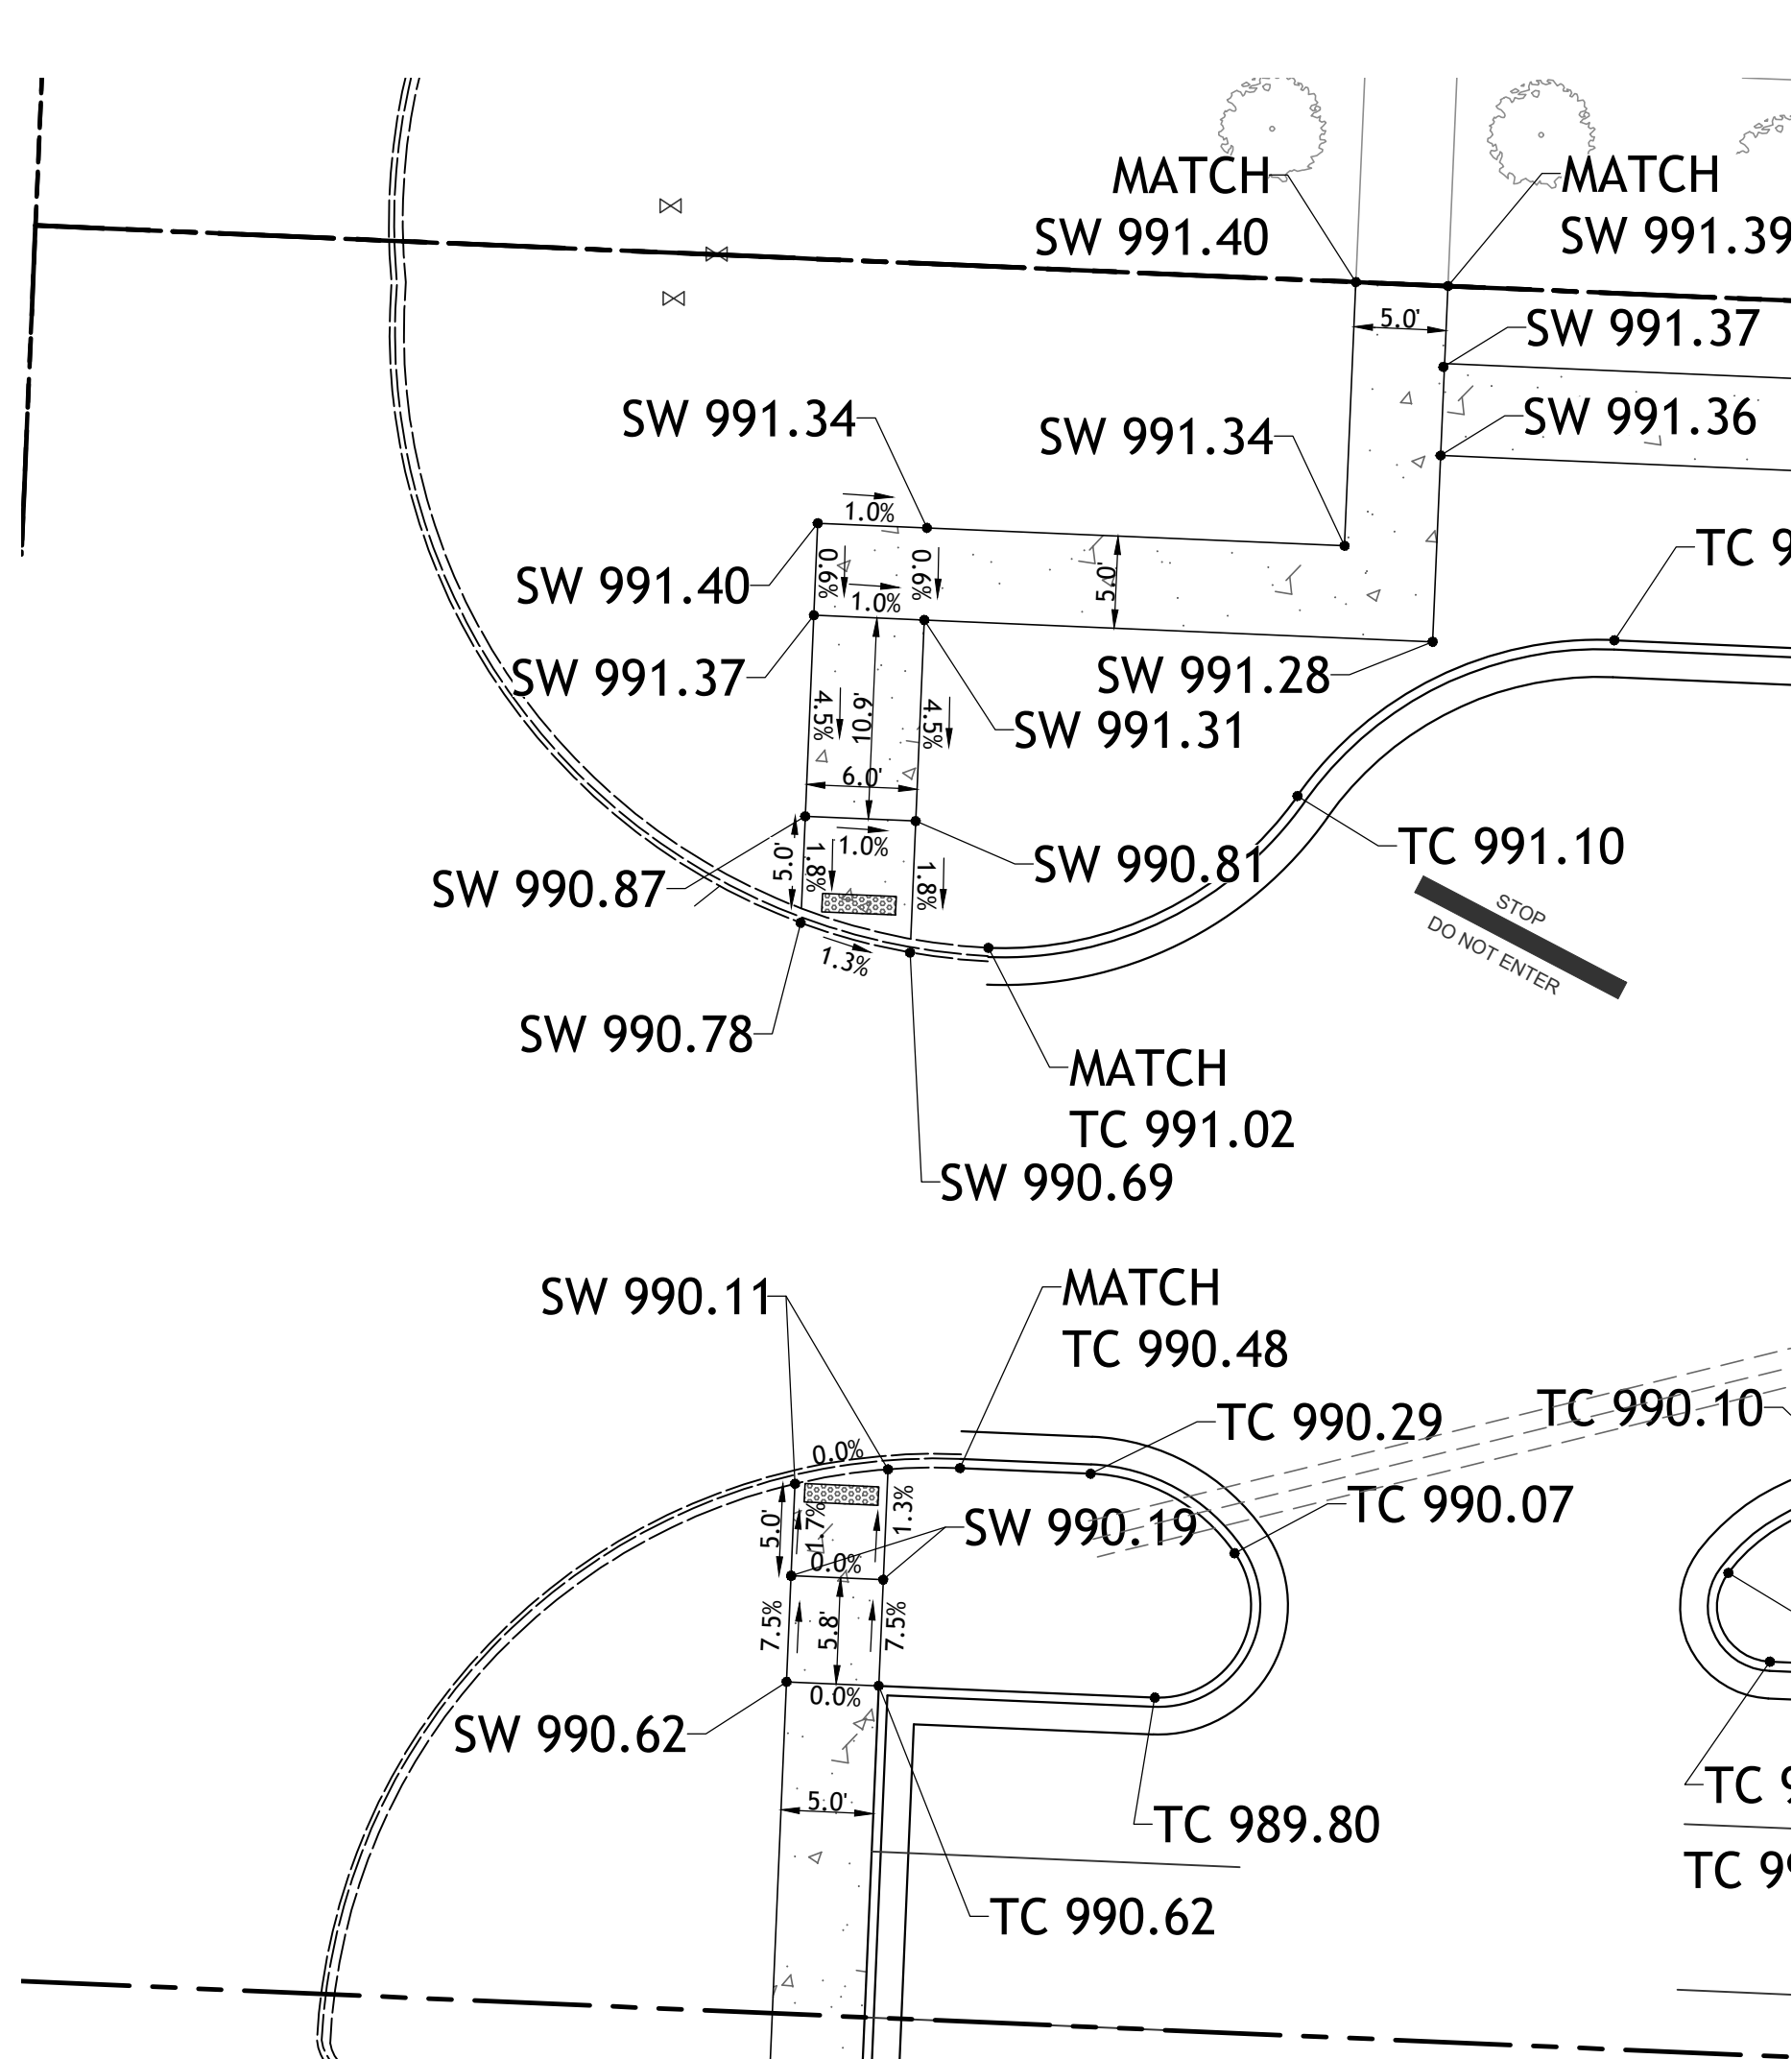 MATCH
SW 991.40
MATCH
SW 991.39
5.0'
SW 991.37
SW 991.34
SW 991.34
SW 991.36
1.0%
SW 991.40
0.6%
0.6%
1.0%
5.0'
TC 9
SW 991.37
SW 991.28
4.5%
10.9'
4.5%
SW 991.31
6.0'
SW 990.87
5.0'
1.8%
1.0%
1.8%
SW 990.81
TC 991.10
STOP
DO NOT ENTER
1.3%
SW 990.78
MATCH
TC 991.02
SW 990.69
SW 990.11
MATCH
TC 990.48
TC 990.29
TC 990.10
0.0%
5.0'
1.7%
1.3%
SW 990.19
TC 990.07
0.0%
7.5%
5.8'
7.5%
0.0%
SW 990.62
5.0'
TC 989.80
TC 9
TC 99
TC 990.62